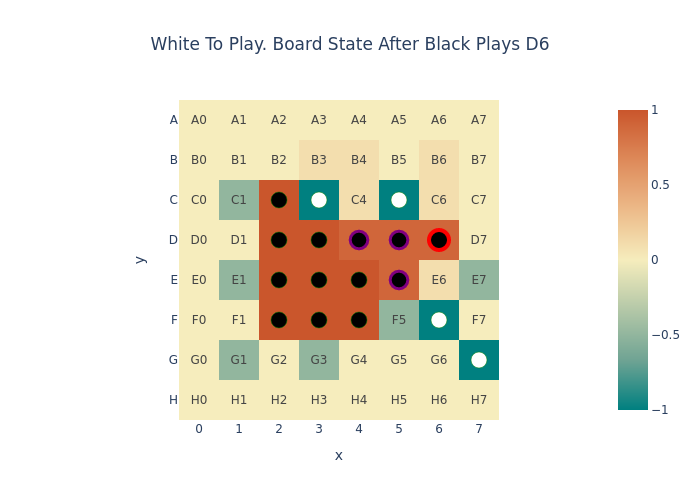 White To Play. Board State After Black Plays D6
A A0 A1 A2 A3 A4 A5 A6 A7
B B0 B1 B2 B3 B4 B5 B6 B7
C C0 C1 C4 C6 C7
D D0 D1 D7
E E0 E1 E6 E7
F F0 F1 F5 F7
G G0 G1 G2 G3 G4 G5 G6
H H0 H1 H2 H3 H4 H5 H6 H7
0 1 2 3 4 5 6 7
x
y
1
0.5
0
−0.5
−1